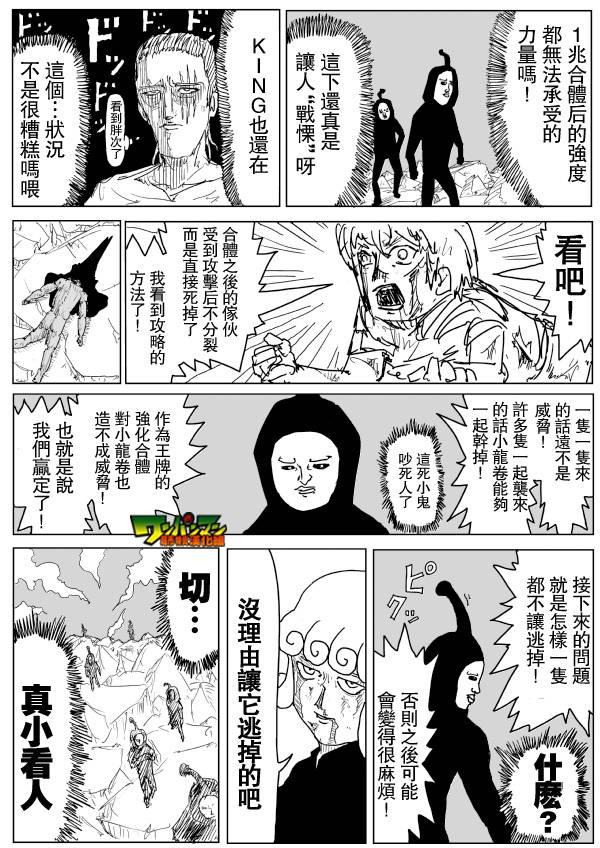 1兆合體后的強度
都無法承受的
力量嗎！
這下還真是
讓人“戰慄”呀
ドドッ
ドドッ
KING也還在
看到胖次了
這個…狀況
不是很糟糕嗎喂
看吧！
合體之後的傢伙
受到攻擊后不分裂
而是直接死掉了
我看到攻略的
方法了！
一隻一隻來
的話遠不是
威脅！
許多隻一起襲來
的話小龍卷能夠
一起幹掉！
這死小鬼
吵死人了
作為王牌的
強化合體
對小龍卷也
造不成威脅！
也就是說
我們贏定了！
ワンパンマン
接下來的問題
就是怎樣一隻
都不讓逃掉！
ピクッ
否則之後可能
會變得很麻煩！
什麽？
沒理由讓它逃掉的吧
切…
真小看人